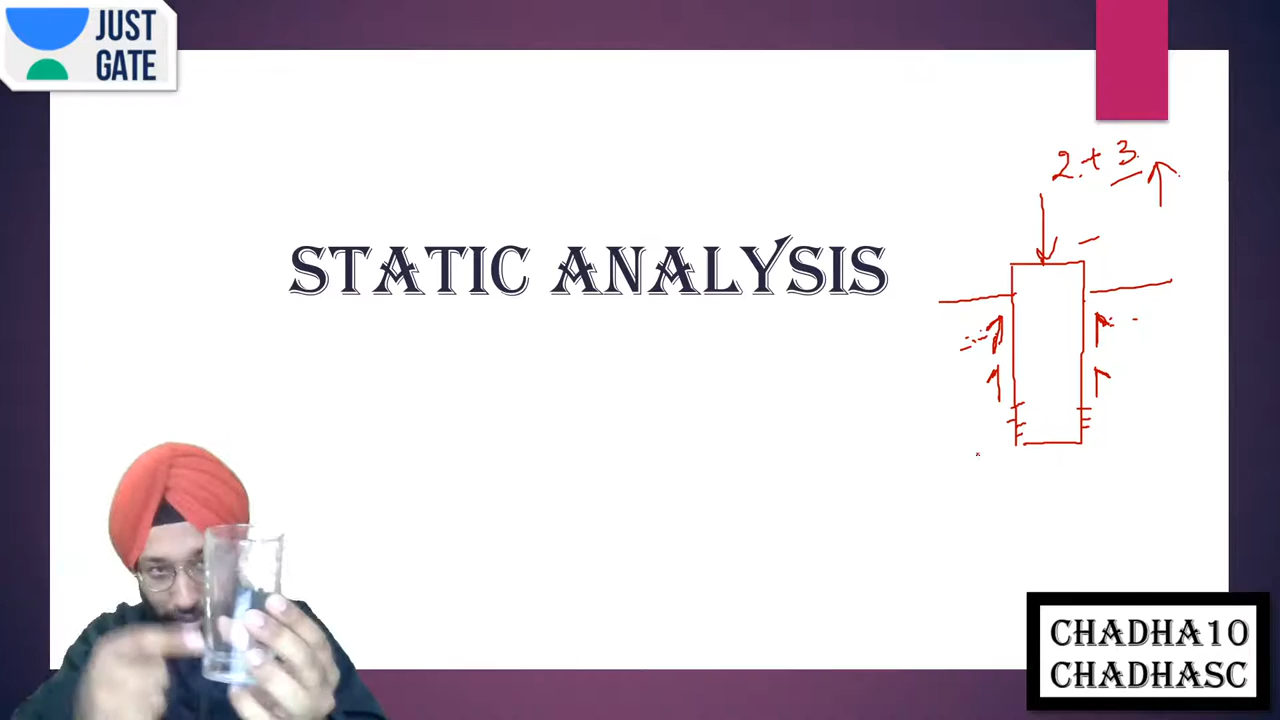 JUST
GATE
2 + 3
STATIC ANALYSIS
CHADHA10
CHADHASC